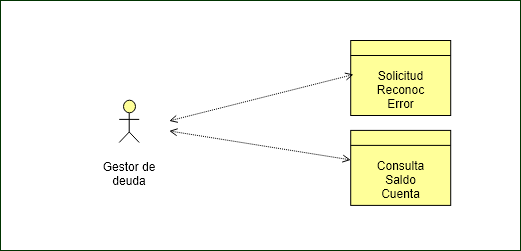 Gestor de
deuda
Solicitud
Reconoc
Error
Consulta
Saldo
Cuenta